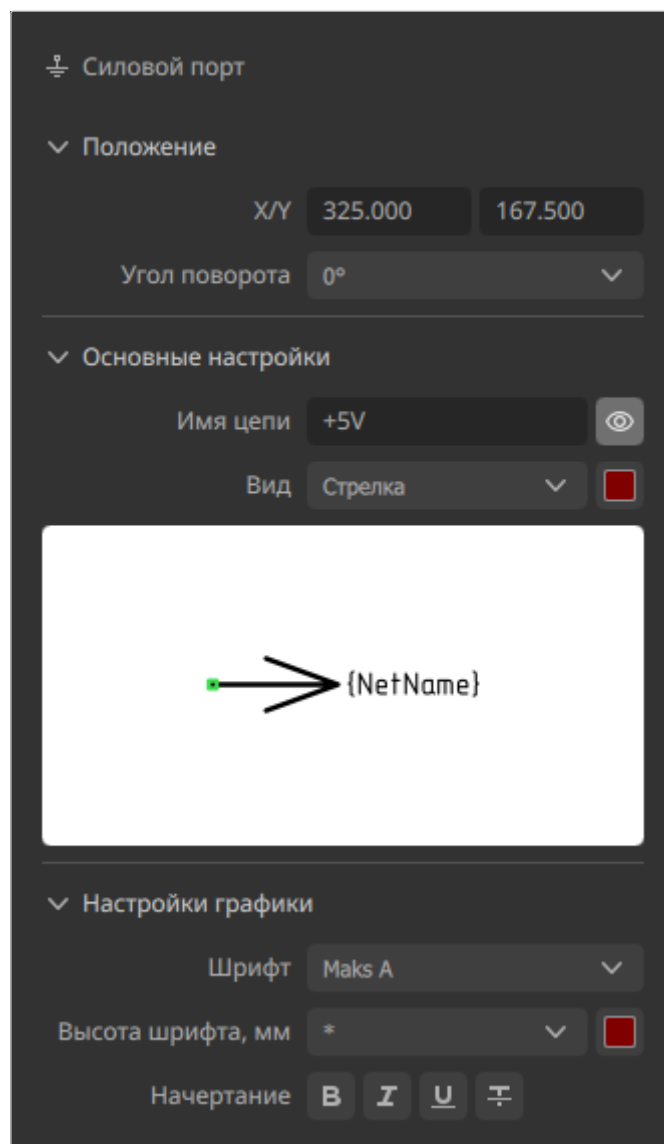 Силовой порт
Положение
X/Y 325.000 167.500
Угол поворота 0°
Основные настройки
Имя цепи +5V
Вид Стрелка
{NetName}
Настройки графики
Шрифт Maks A
Высота шрифта, мм *
Начертание B I U T